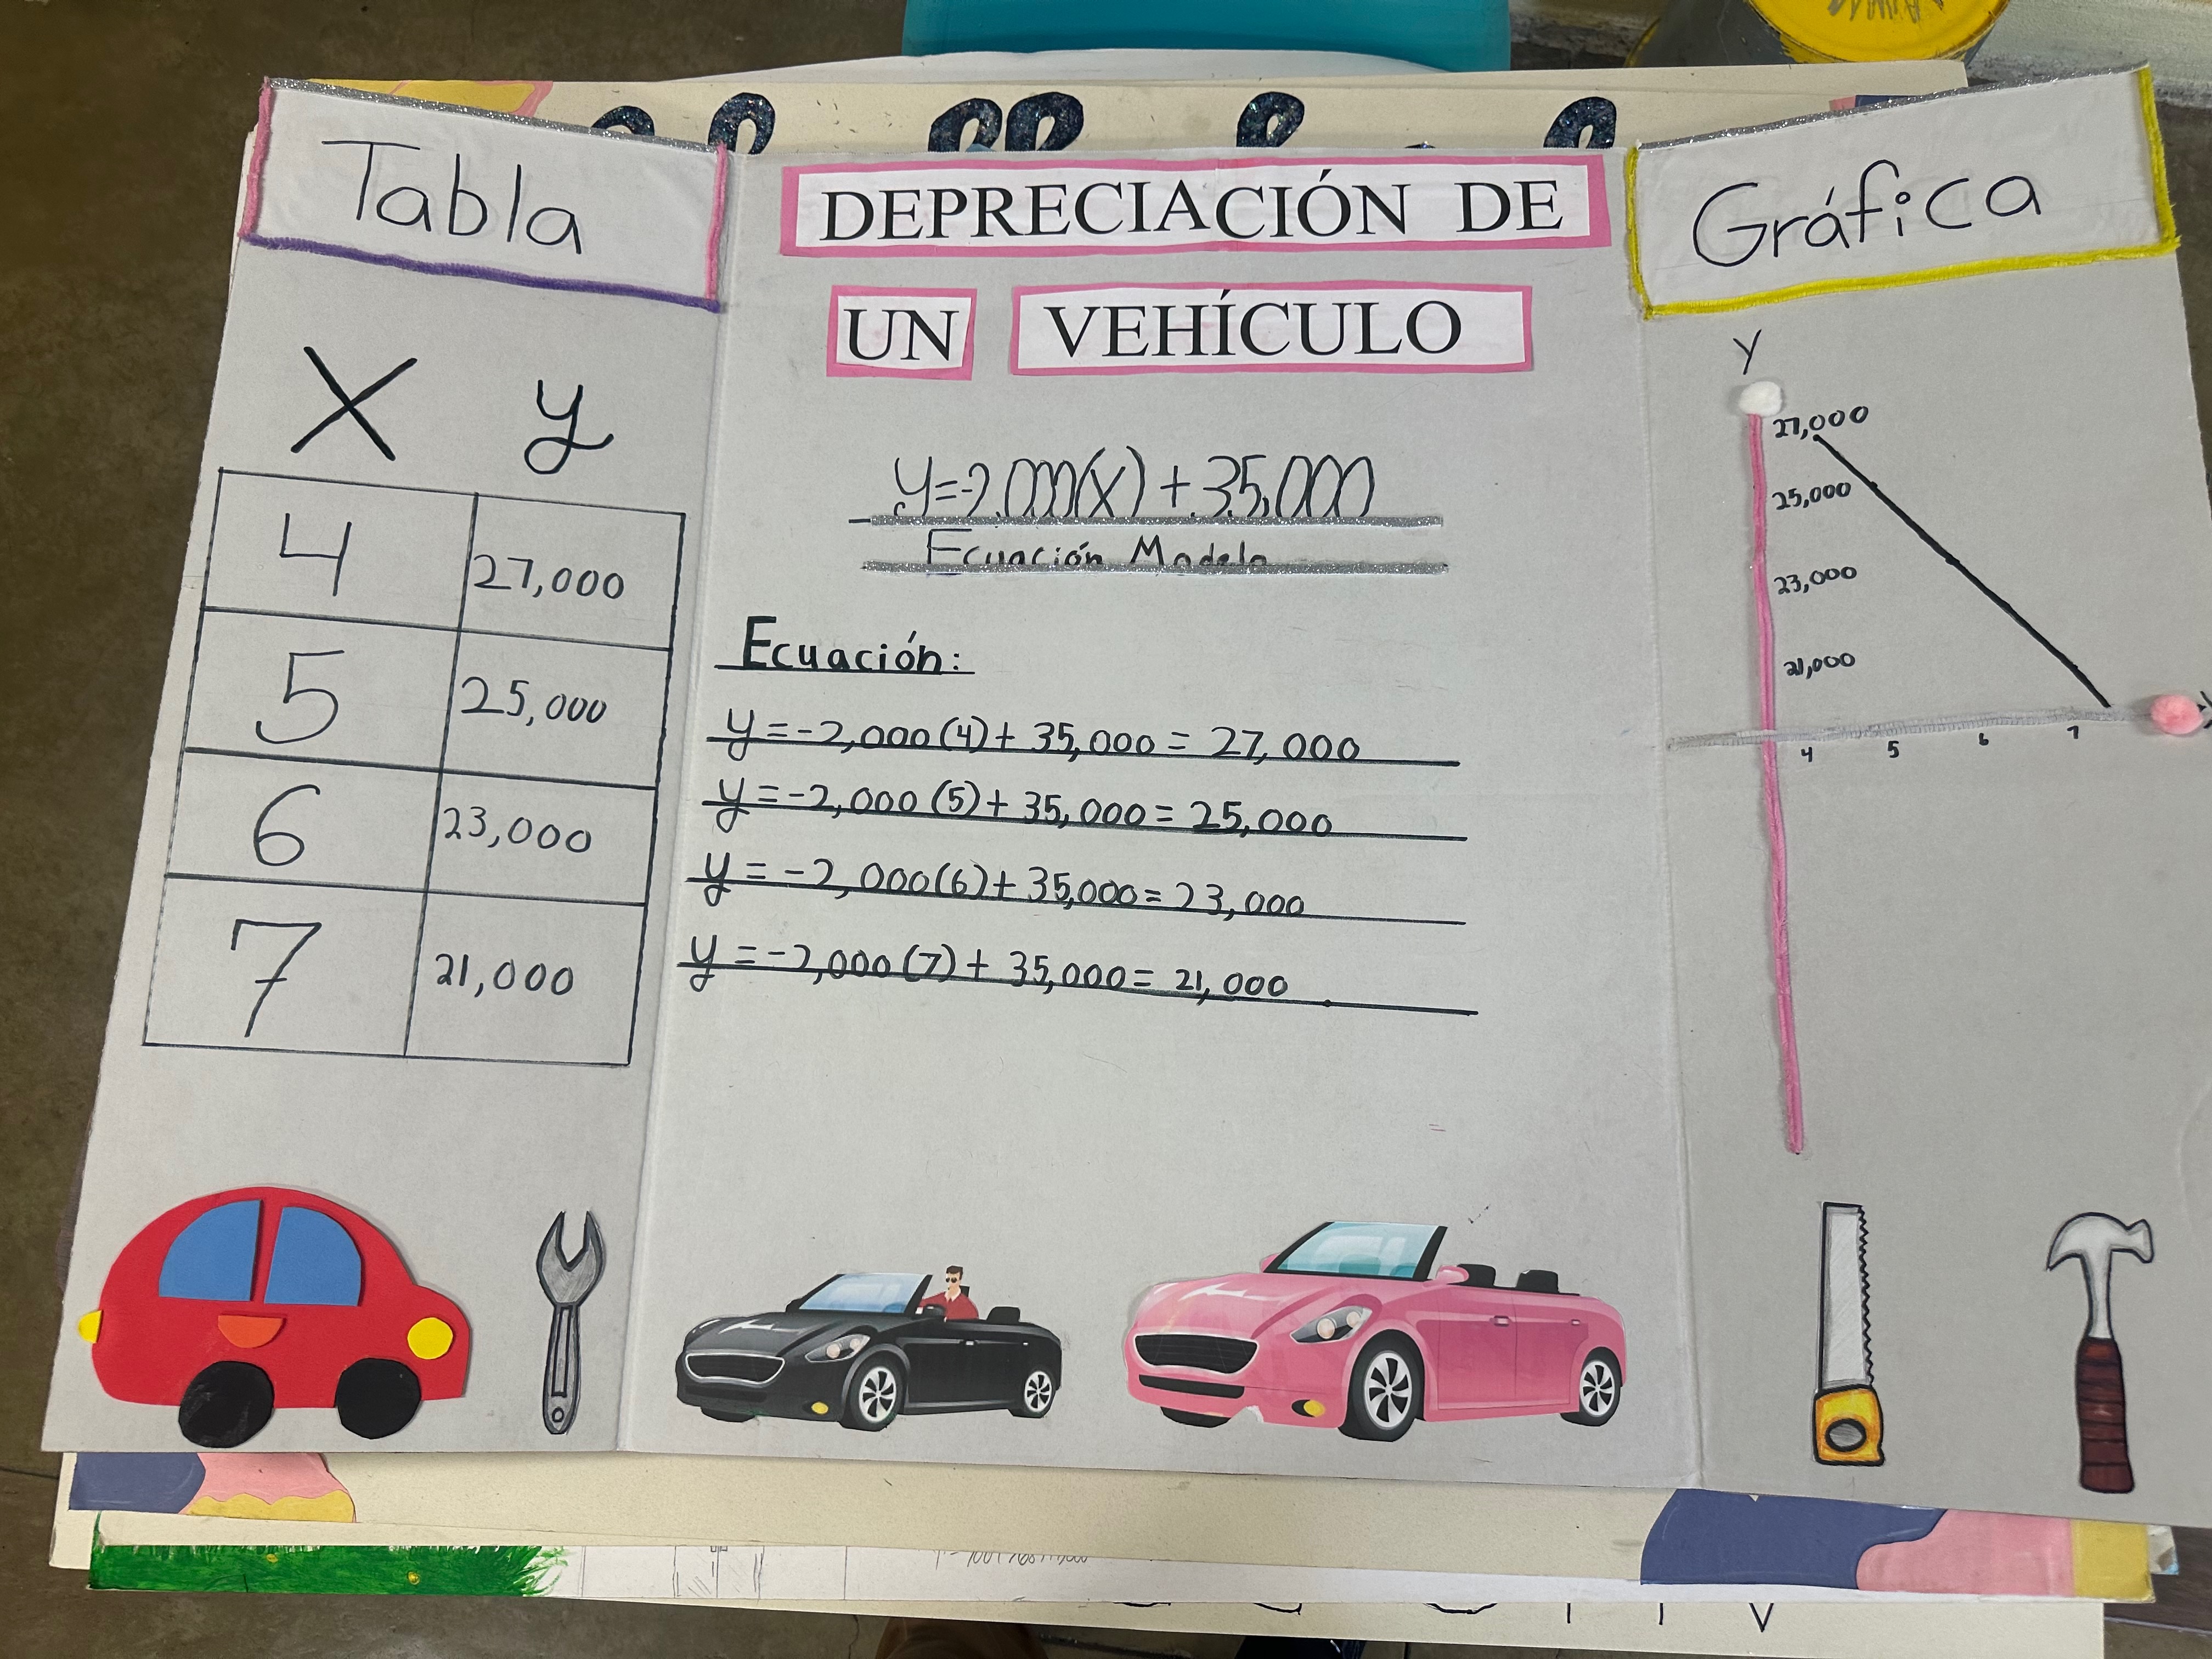 Tabla
X y
4 27,000
5 25,000
6 23,000
7 21,000
DEPRECIACIÓN DE
UN VEHÍCULO
y=-2,000(x) + 35,000
Ecuación Modelo
Ecuación:
y = -2,000 (4) + 35,000 = 27,000
y = -2,000 (5) + 35,000 = 25,000
y = -2,000 (6) + 35,000 = 23,000
y = -2,000 (7) + 35,000 = 21,000
Gráfica
Y
27,000
25,000
23,000
21,000
4 5 6 7